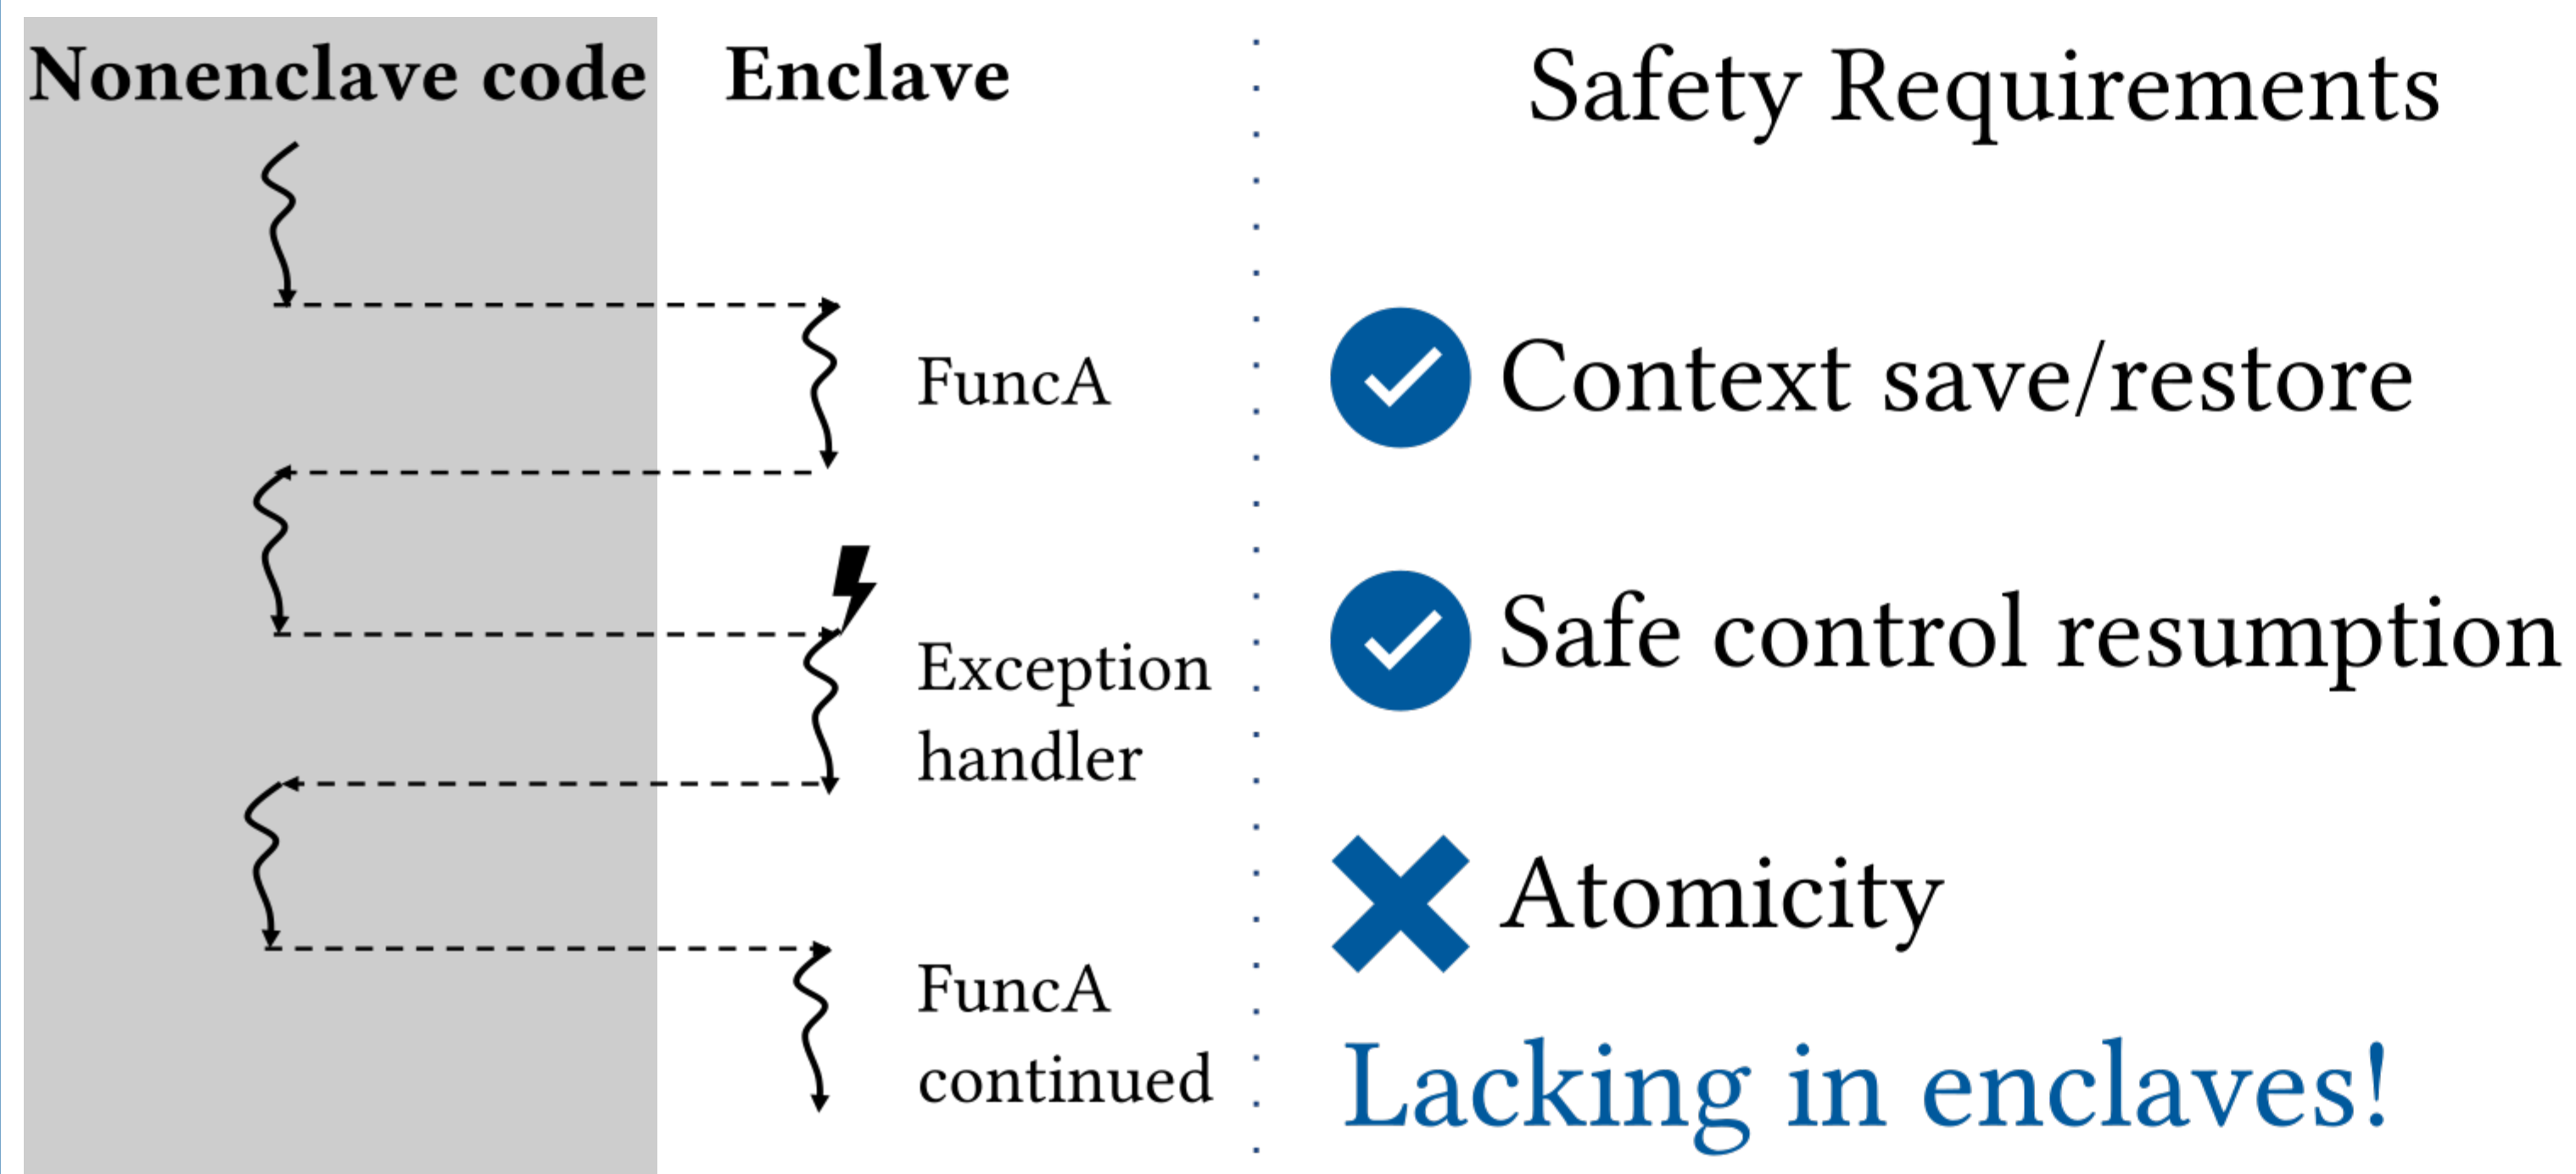 Nonenclave code
Enclave
FuncA
Exception
handler
FuncA
continued
Safety Requirements
Context save/restore
Safe control resumption
Atomicity
Lacking in enclaves!